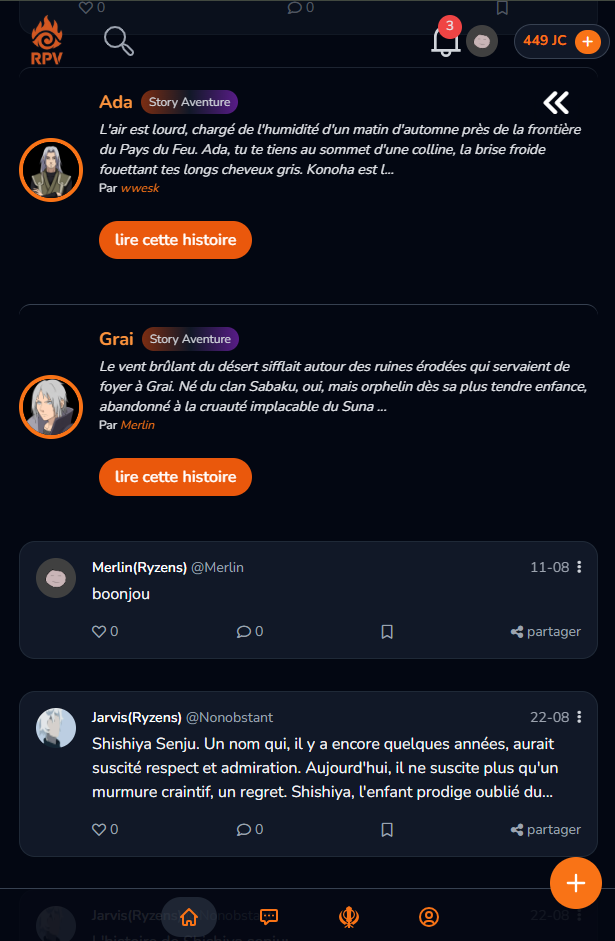 0 0
RPV
3
449 JC
Ada Story Aventure
L'air est lourd, chargé de l'humidité d'un matin d'automne près de la frontière
du Pays du Feu. Ada, tu te tiens au sommet d'une colline, la brise froide
fouettant tes longs cheveux gris. Konoha est l...
Par wwesk
lire cette histoire
Grai Story Aventure
Le vent brûlant du désert sifflait autour des ruines érodées qui servaient de
foyer à Grai. Né du clan Sabaku, oui, mais orphelin dès sa plus tendre enfance,
abandonné à la cruauté implacable du Suna ...
Par Merlin
lire cette histoire
Merlin(Ryzens) @Merlin 11-08
boonjou
0 0 partager
Jarvis(Ryzens) @Nonobstant 22-08
Shishiya Senju. Un nom qui, il y a encore quelques années, aurait
suscité respect et admiration. Aujourd'hui, il ne suscite plus qu'un
murmure craintif, un regret. Shishiya, l'enfant prodige oublié du...
0 0 partager
Jarvis(Ryzens) @Nonobstant 22-08